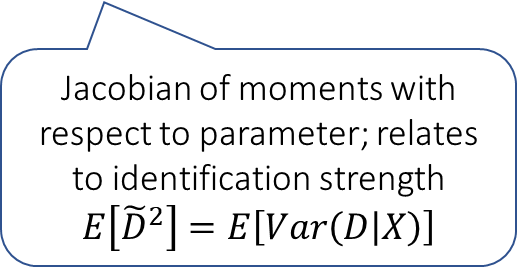 Jacobian of moments with
respect to parameter; relates
to identification strength
E[D̃²] = E[Var(D|X)]